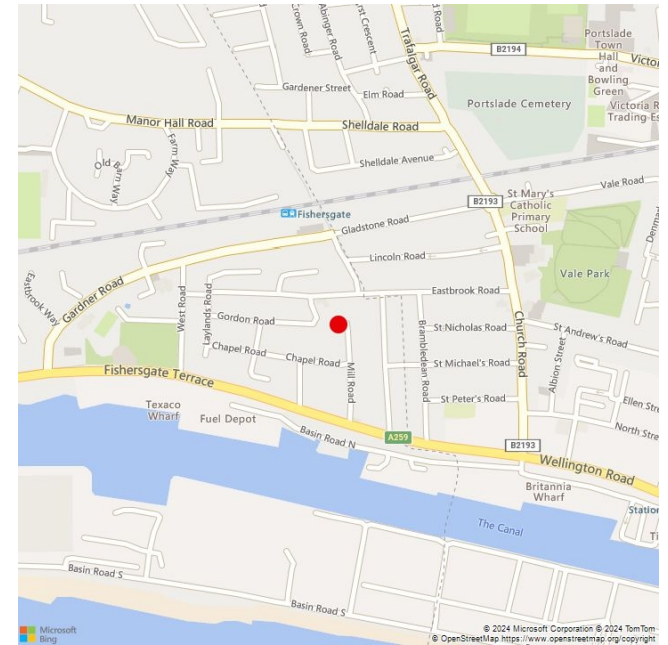 Crown Road
Abinger Road
rst Crescent
d Road
Trafalgar Road
B2194
Portslade
Town
Hall
and
Bowling
Green
Victo
Gardener Street
Elm Road
Portslade Cemetery
Victoria R
Trading Es
Manor Hall Road
Shelldale Road
Farm Way
Old Barn Way
Shelldale Avenue
B2193
St Mary's
Catholic
Primary
School
Vale Road
Fishersgate
Gladstone Road
Denma
Lincoln Road
Vale Park
Eastbrook Way
Gardner Road
West Road
Laylands Road
Eastbrook Road
Gordon Road
Brambledean Road
St Nicholas Road
Church Road
St Andrew's Road
Albion Street
Chapel Road
Chapel Road
Mill Road
St Michael's Road
Fishersgate Terrace
St Peter's Road
Ellen Stre
Texaco
Wharf
Fuel Depot
North Stre
Basin Road N
A259
B2193
Wellington Road
Britannia
Wharf
Station
The Canal
Ti
Basin Road S
Basin Road S
Microsoft
Bing
© 2024 Microsoft Corporation © 2024 TomTom
© OpenStreetMap https://www.openstreetmap.org/copyright